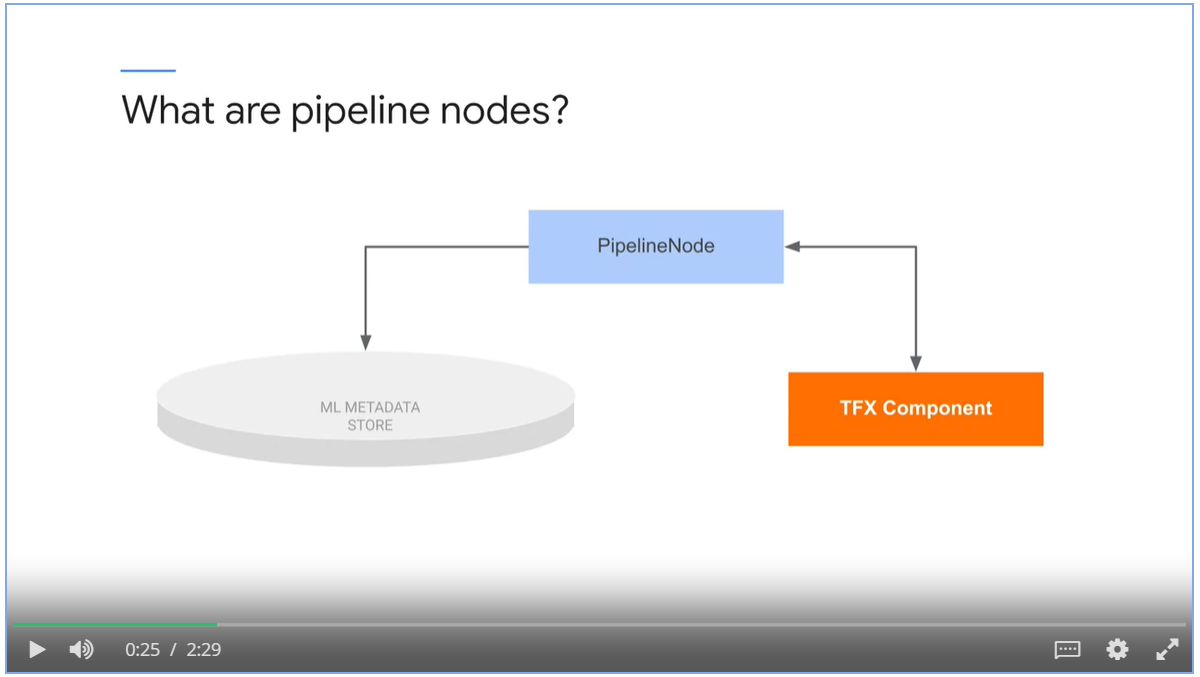 What are pipeline nodes?
PipelineNode
ML METADATA
STORE
TFX Component
0:25 / 2:29